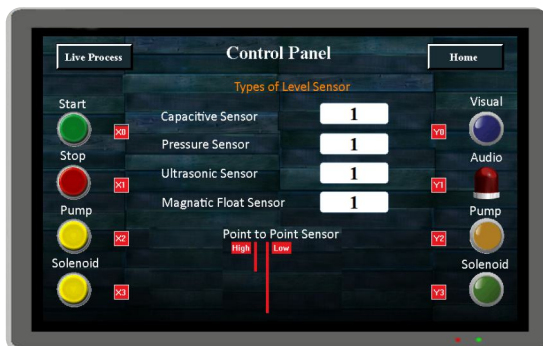 Live Process
Control Panel
Home
Types of Level Sensor
Start
Visual
Capacitive Sensor
1
X0
Y0
Pressure Sensor
1
Stop
Audio
Ultrasonic Sensor
1
X1
Y1
Magnetic Float Sensor
1
Pump
Pump
Point to Point Sensor
X2
Y2
High
Low
Solenoid
Solenoid
X3
Y3